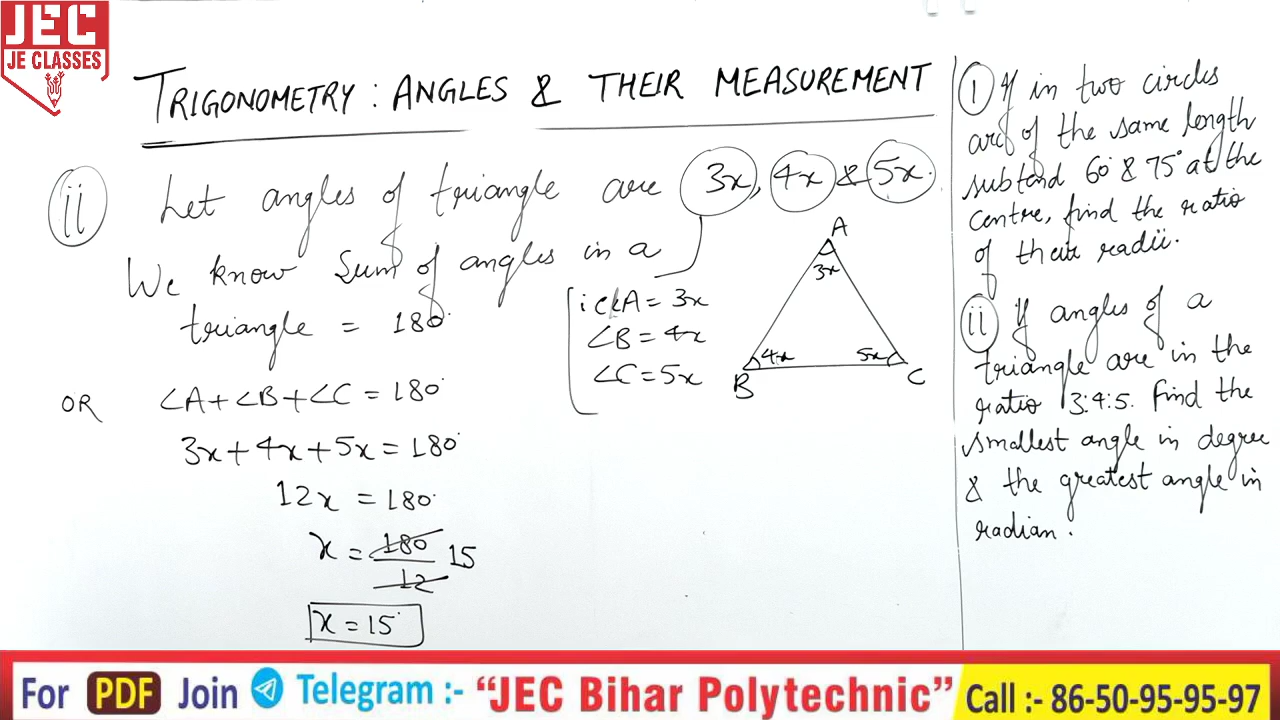 JEC
JE CLASSES
TRIGONOMETRY : ANGLES & THEIR MEASUREMENT
ii Let angles of triangle are 3x, 4x & 5x.
We know Sum of angles in a
triangle = 180°
OR ∠A+∠B+∠C = 180°
3x+4x+5x = 180°
12x = 180°
x = 180/12 15
x = 15°
i e ∠A = 3x
∠B = 4x
∠C = 5x
A
3x
4x 5x
B C
i If in two circles
arcs of the same length
subtend 60° & 75° at the
centre, find the ratio
of their radii.
ii If angles of a
triangle are in the
ratio 3:4:5. Find the
smallest angle in degree
& the greatest angle in
radian.
For PDF Join Telegram :- “JEC Bihar Polytechnic” Call :- 86-50-95-95-97